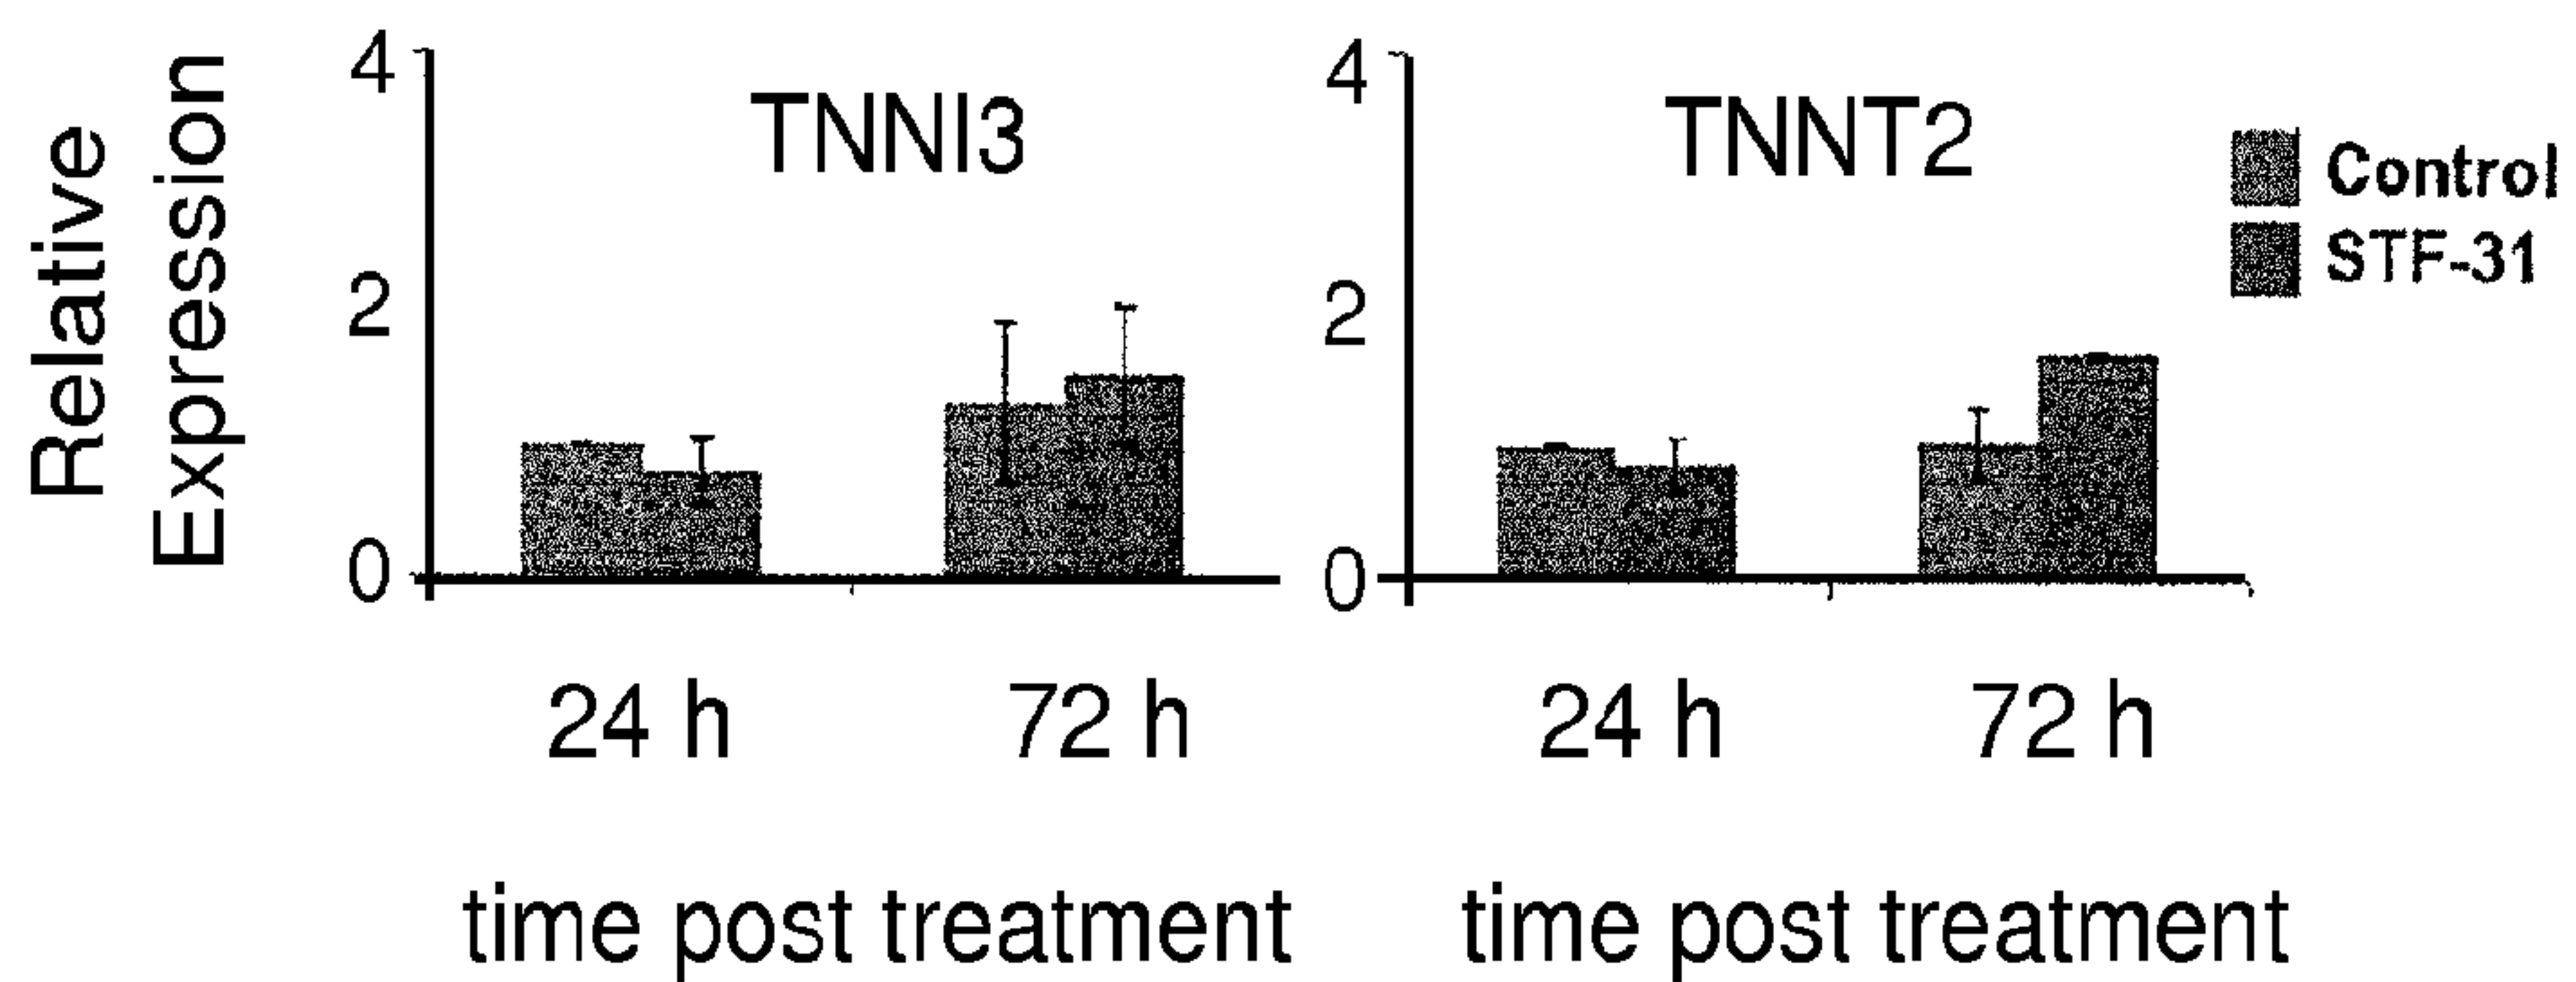 Relative
Expression
4
2
0
TNNI3
24 h
72 h
time post treatment
4
2
0
TNNT2
24 h
72 h
time post treatment
Control
STF-31